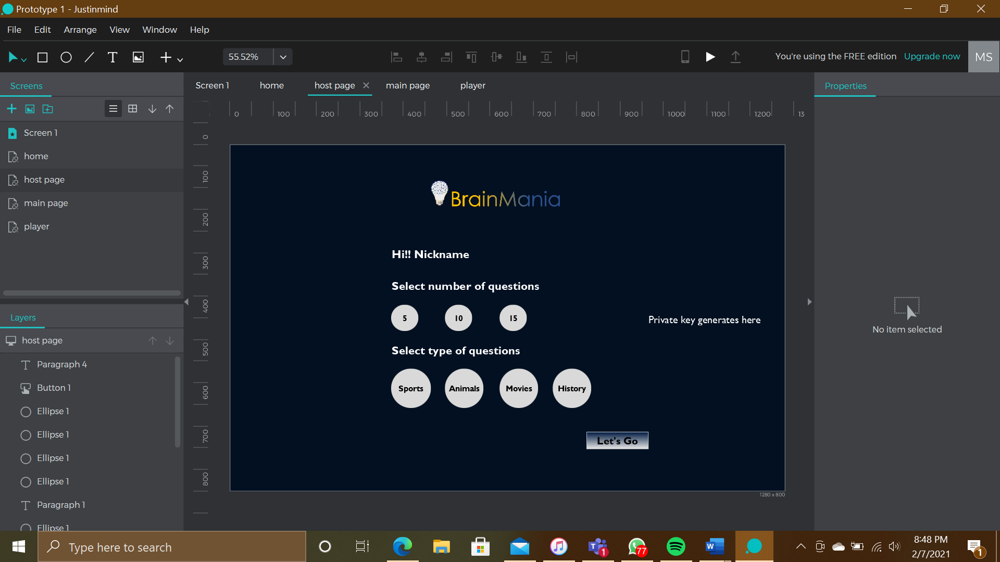 Prototype 1 - Justinmind
File Edit Arrange View Window Help
55.52%
You're using the FREE edition Upgrade now MS
Screens
Screen 1 home host page main page player
Properties
0 100 200 300 400 500 600 700 800 900 1000 1100 1200 13
Screen 1
home
host page
main page
player
0
100
200
300
400
500
600
700
800
BrainMania
Hi!! Nickname
Select number of questions
5 10 15
Private key generates here
Select type of questions
Sports Animals Movies History
Let's Go
1280 x 800
No item selected
Layers
host page
Paragraph 4
Button 1
Ellipse 1
Ellipse 1
Ellipse 1
Ellipse 1
Paragraph 1
Ellipse 1
Type here to search
1
77
W
8:48 PM
2/7/2021
1